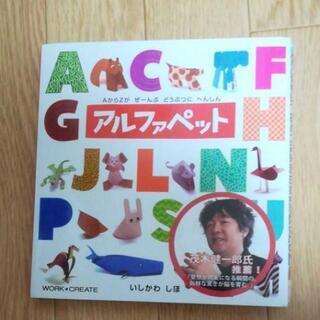 A C F
AからZが ぜーんぶ どうぶつに へんしん
G アルファペット H
J L N
P S U
茂木健一郎氏
推薦!
WORK★CREATE いしかわ しほ